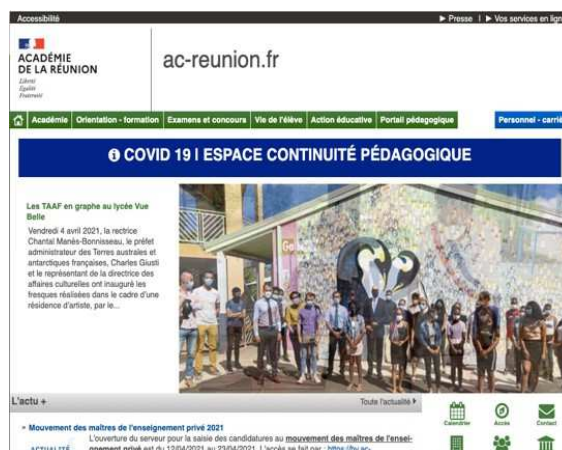 Accessibilité
► Presse | ► Vos services en lign
ACADÉMIE
DE LA RÉUNION
Liberté
Égalité
Fraternité
ac-reunion.fr
Académie Orientation - formation Examens et concours Vie de l'élève Action éducative Portail pédagogique Personnel - carriè
COVID 19 I ESPACE CONTINUITÉ PÉDAGOGIQUE
Les TAAF en graphe au lycée Vue
Belle
Vendredi 4 avril 2021, la rectrice
Chantal Manès-Bonnisseau, le préfet
administrateur des Terres australes et
antarctiques françaises, Charles Giusti
et le représentant de la directrice des
affaires culturelles ont inauguré les
fresques réalisées dans le cadre d'une
résidence d'artiste, par le...
L'actu +
Toute l'actualité
Calendrier Accès Contact
Mouvement des maîtres de l'enseignement privé 2021
ACTUALITÉ
L'ouverture du serveur pour la saisie des candidatures au mouvement des maîtres de l'ensei-
gnement privé est du 12/04/2021 au 23/04/2021. L'accès se fait par : https://bv.ac-